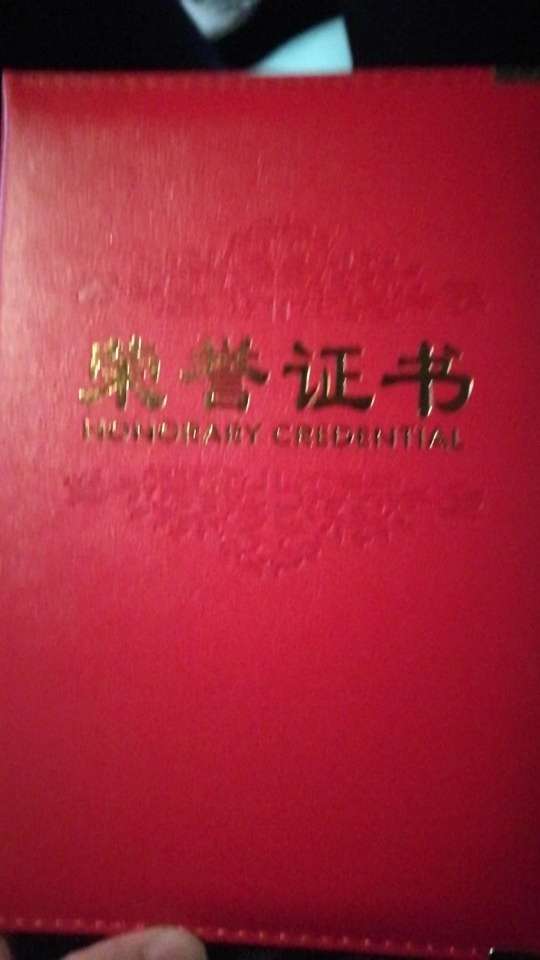 荣誉证书
HONORARY CREDENTIAL